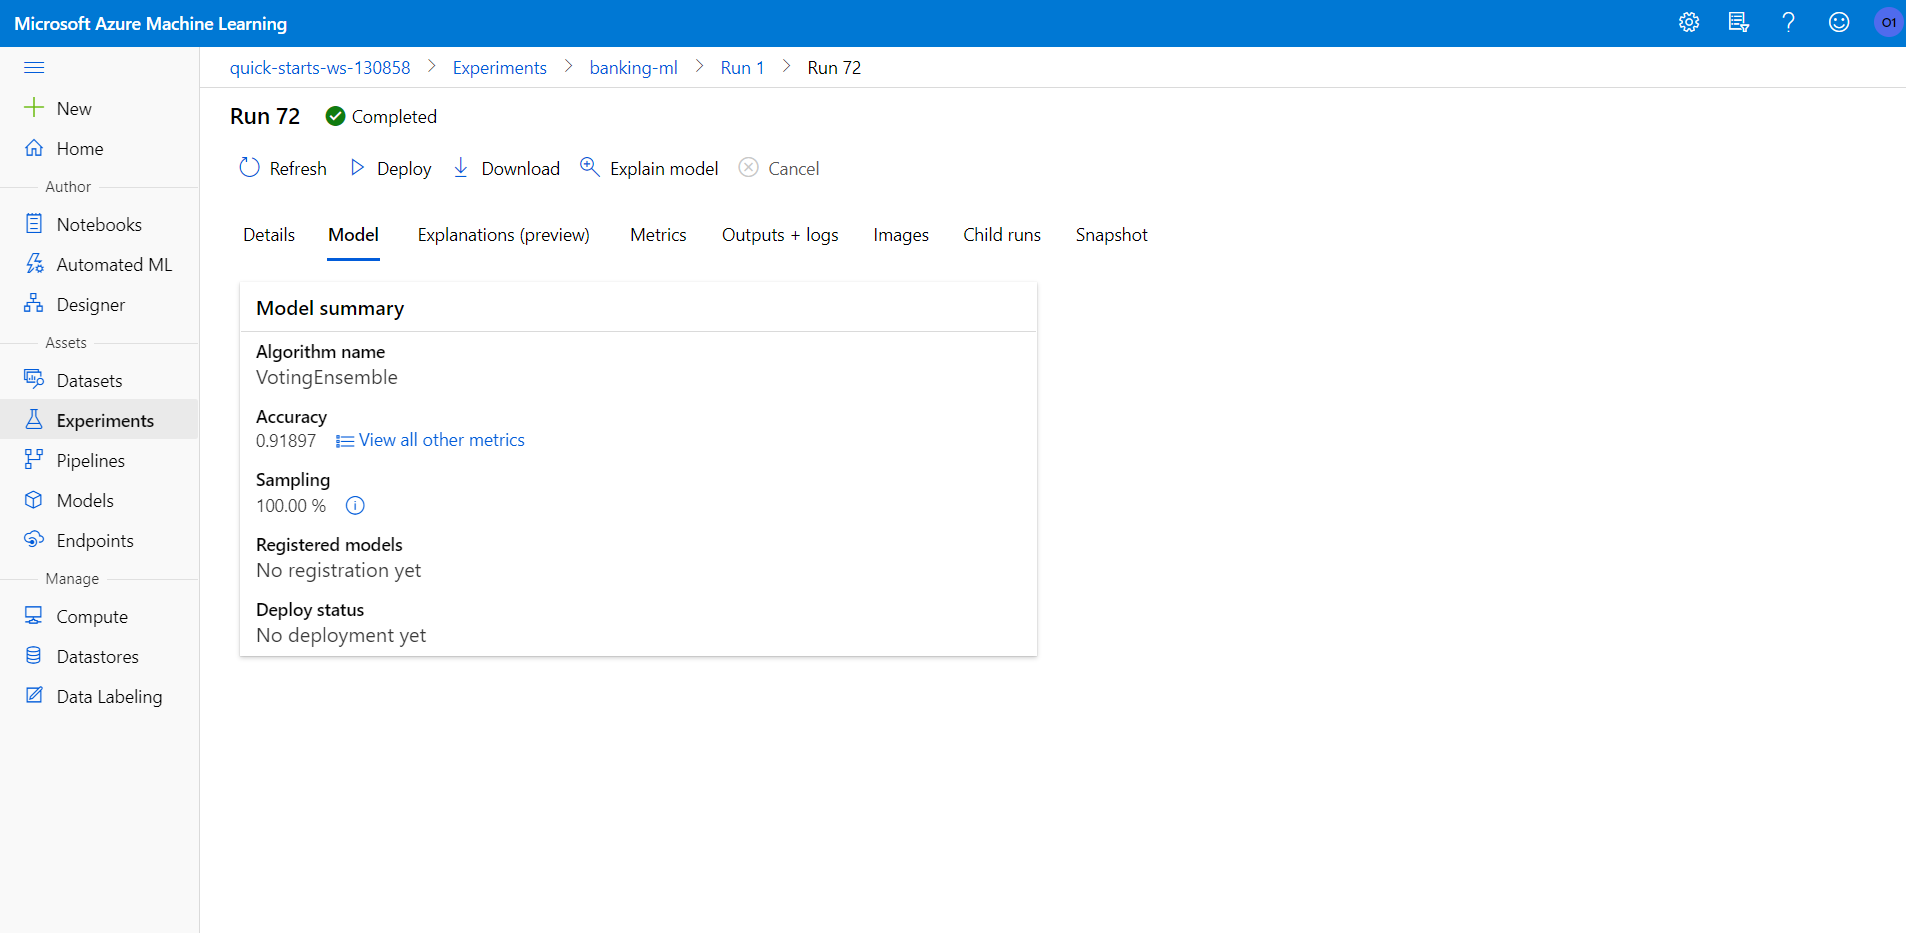 Microsoft Azure Machine Learning
O1
quick-starts-ws-130858 > Experiments > banking-ml > Run 1 > Run 72
New
Home
Author
Notebooks
Automated ML
Designer
Assets
Datasets
Experiments
Pipelines
Models
Endpoints
Manage
Compute
Datastores
Data Labeling
Run 72 Completed
Refresh Deploy Download Explain model Cancel
Details Model Explanations (preview) Metrics Outputs + logs Images Child runs Snapshot
Model summary
Algorithm name
VotingEnsemble
Accuracy
0.91897 View all other metrics
Sampling
100.00 %
Registered models
No registration yet
Deploy status
No deployment yet